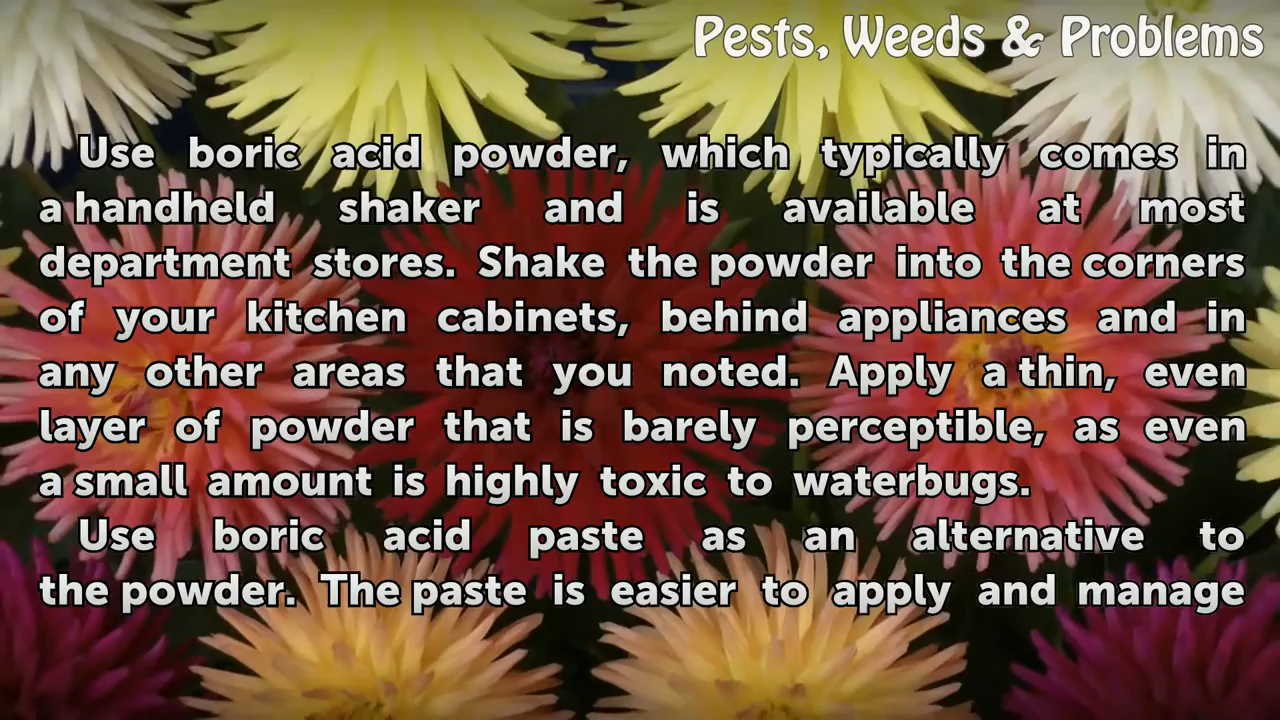 Pests, Weeds & Problems
Use boric acid powder, which typically comes in
a handheld shaker and is available at most
department stores. Shake the powder into the corners
of your kitchen cabinets, behind appliances and in
any other areas that you noted. Apply a thin, even
layer of powder that is barely perceptible, as even
a small amount is highly toxic to waterbugs.
Use boric acid paste as an alternative to
the powder. The paste is easier to apply and manage